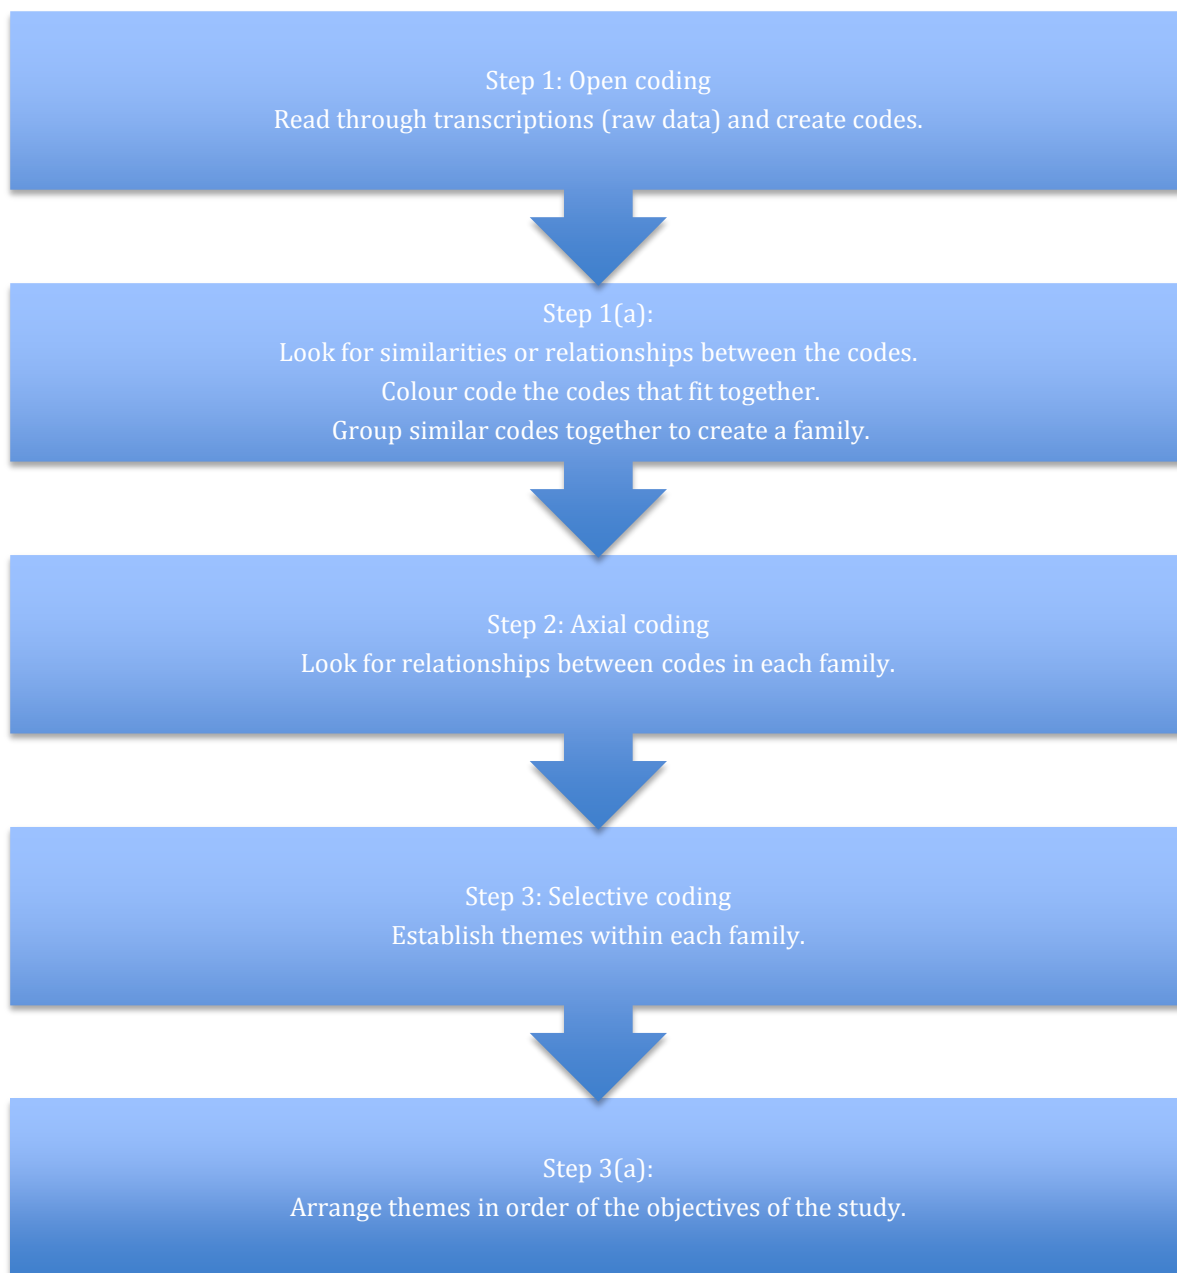 Step 1: Open coding
Read through transcriptions (raw data) and create codes.
Step 1(a):
Look for similarities or relationships between the codes.
Colour code the codes that fit together.
Group similar codes together to create a family.
Step 2: Axial coding
Look for relationships between codes in each family.
Step 3: Selective coding
Establish themes within each family.
Step 3(a):
Arrange themes in order of the objectives of the study.